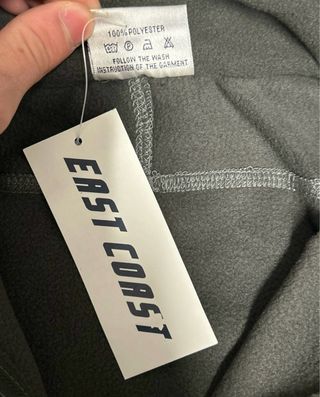 100% POLYESTER
FOLLOW THE WASH
INSTRUCTION OF THE GARMENT
EAST COAST